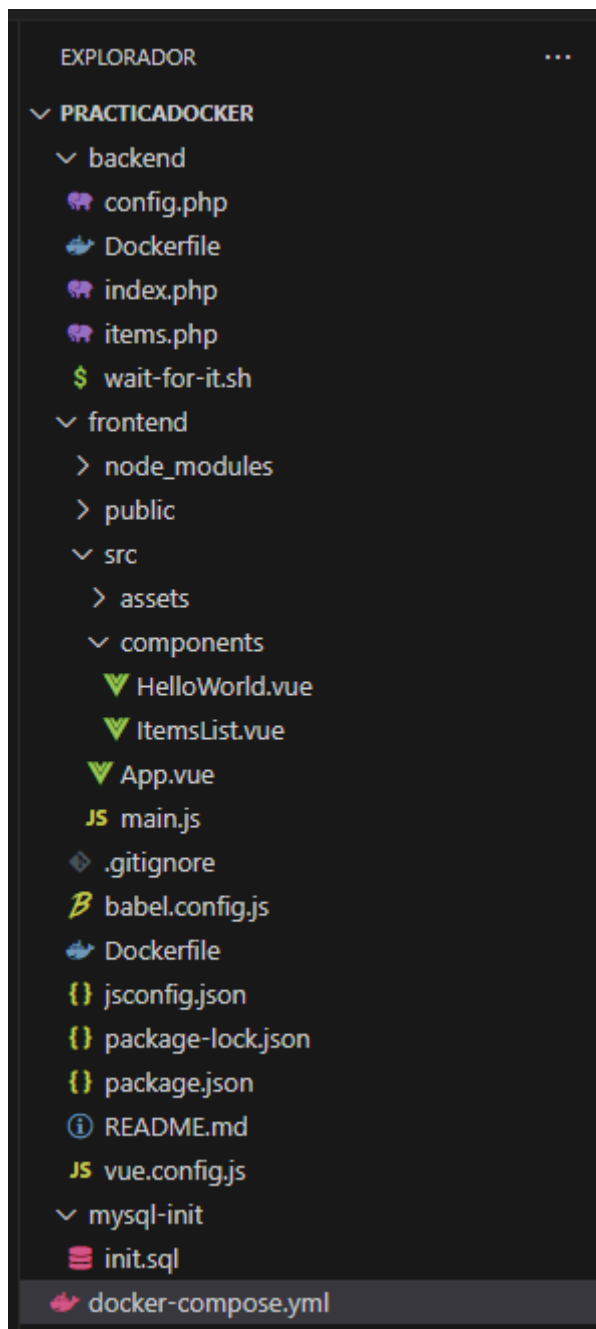 EXPLORADOR
PRACTICADOCKER
backend
config.php
Dockerfile
index.php
items.php
$ wait-for-it.sh
frontend
node_modules
public
src
assets
components
HelloWorld.vue
ItemsList.vue
App.vue
JS main.js
.gitignore
B babel.config.js
Dockerfile
{} jsconfig.json
{} package-lock.json
{} package.json
README.md
JS vue.config.js
mysql-init
init.sql
docker-compose.yml